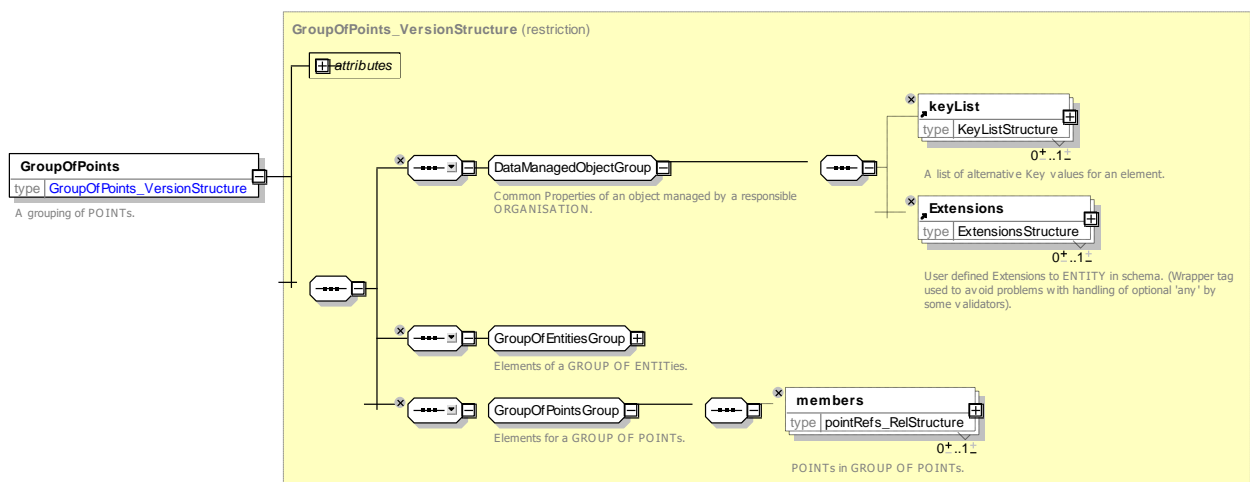 GroupOfPoints_VersionStructure (restriction)
attributes
keyList
type KeyListStructure
0+..1+
A list of alternative Key values for an element.
GroupOfPoints
type GroupOfPoints_VersionStructure
A grouping of POINTs.
DataManagedObjectGroup
Common Properties of an object managed by a responsible
ORGANISATION.
Extensions
type ExtensionsStructure
0+..1+
User defined Extensions to ENTITY in schema. (Wrapper tag
used to avoid problems with handling of optional 'any' by
some validators).
GroupOfEntitiesGroup
Elements of a GROUP OF ENTITies.
GroupOfPointsGroup
Elements for a GROUP OF POINTs.
members
type pointRefs_RelStructure
0+..1+
POINTs in GROUP OF POINTs.